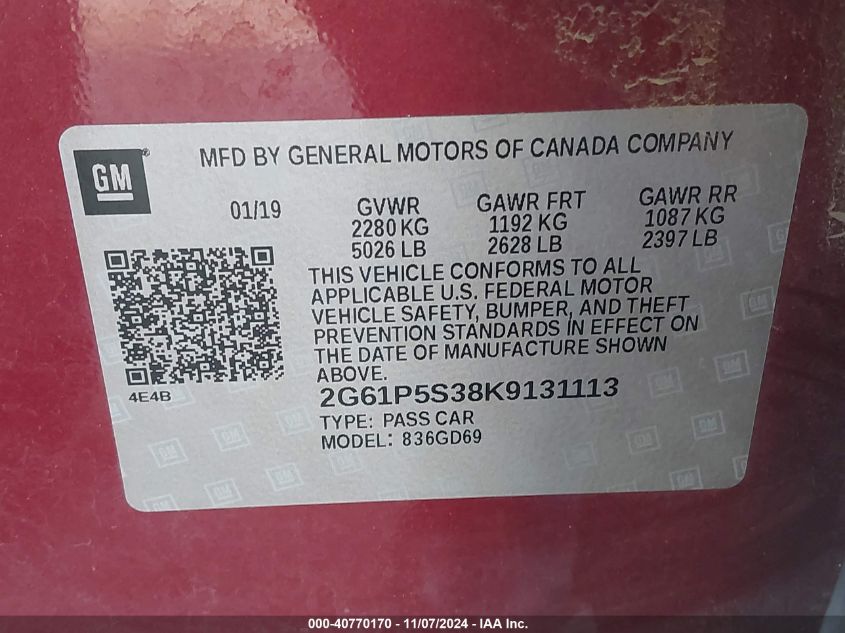 GM
MFD BY GENERAL MOTORS OF CANADA COMPANY
01/19
GVWR
2280 KG
5026 LB
GAWR FRT
1192 KG
2628 LB
GAWR RR
1087 KG
2397 LB
THIS VEHICLE CONFORMS TO ALL
APPLICABLE U.S. FEDERAL MOTOR
VEHICLE SAFETY, BUMPER, AND THEFT
PREVENTION STANDARDS IN EFFECT ON
THE DATE OF MANUFACTURE SHOWN
ABOVE.
4E4B
2G61P5S38K9131113
TYPE: PASS CAR
MODEL: 836GD69
000-40770170 - 11/07/2024 - IAA Inc.